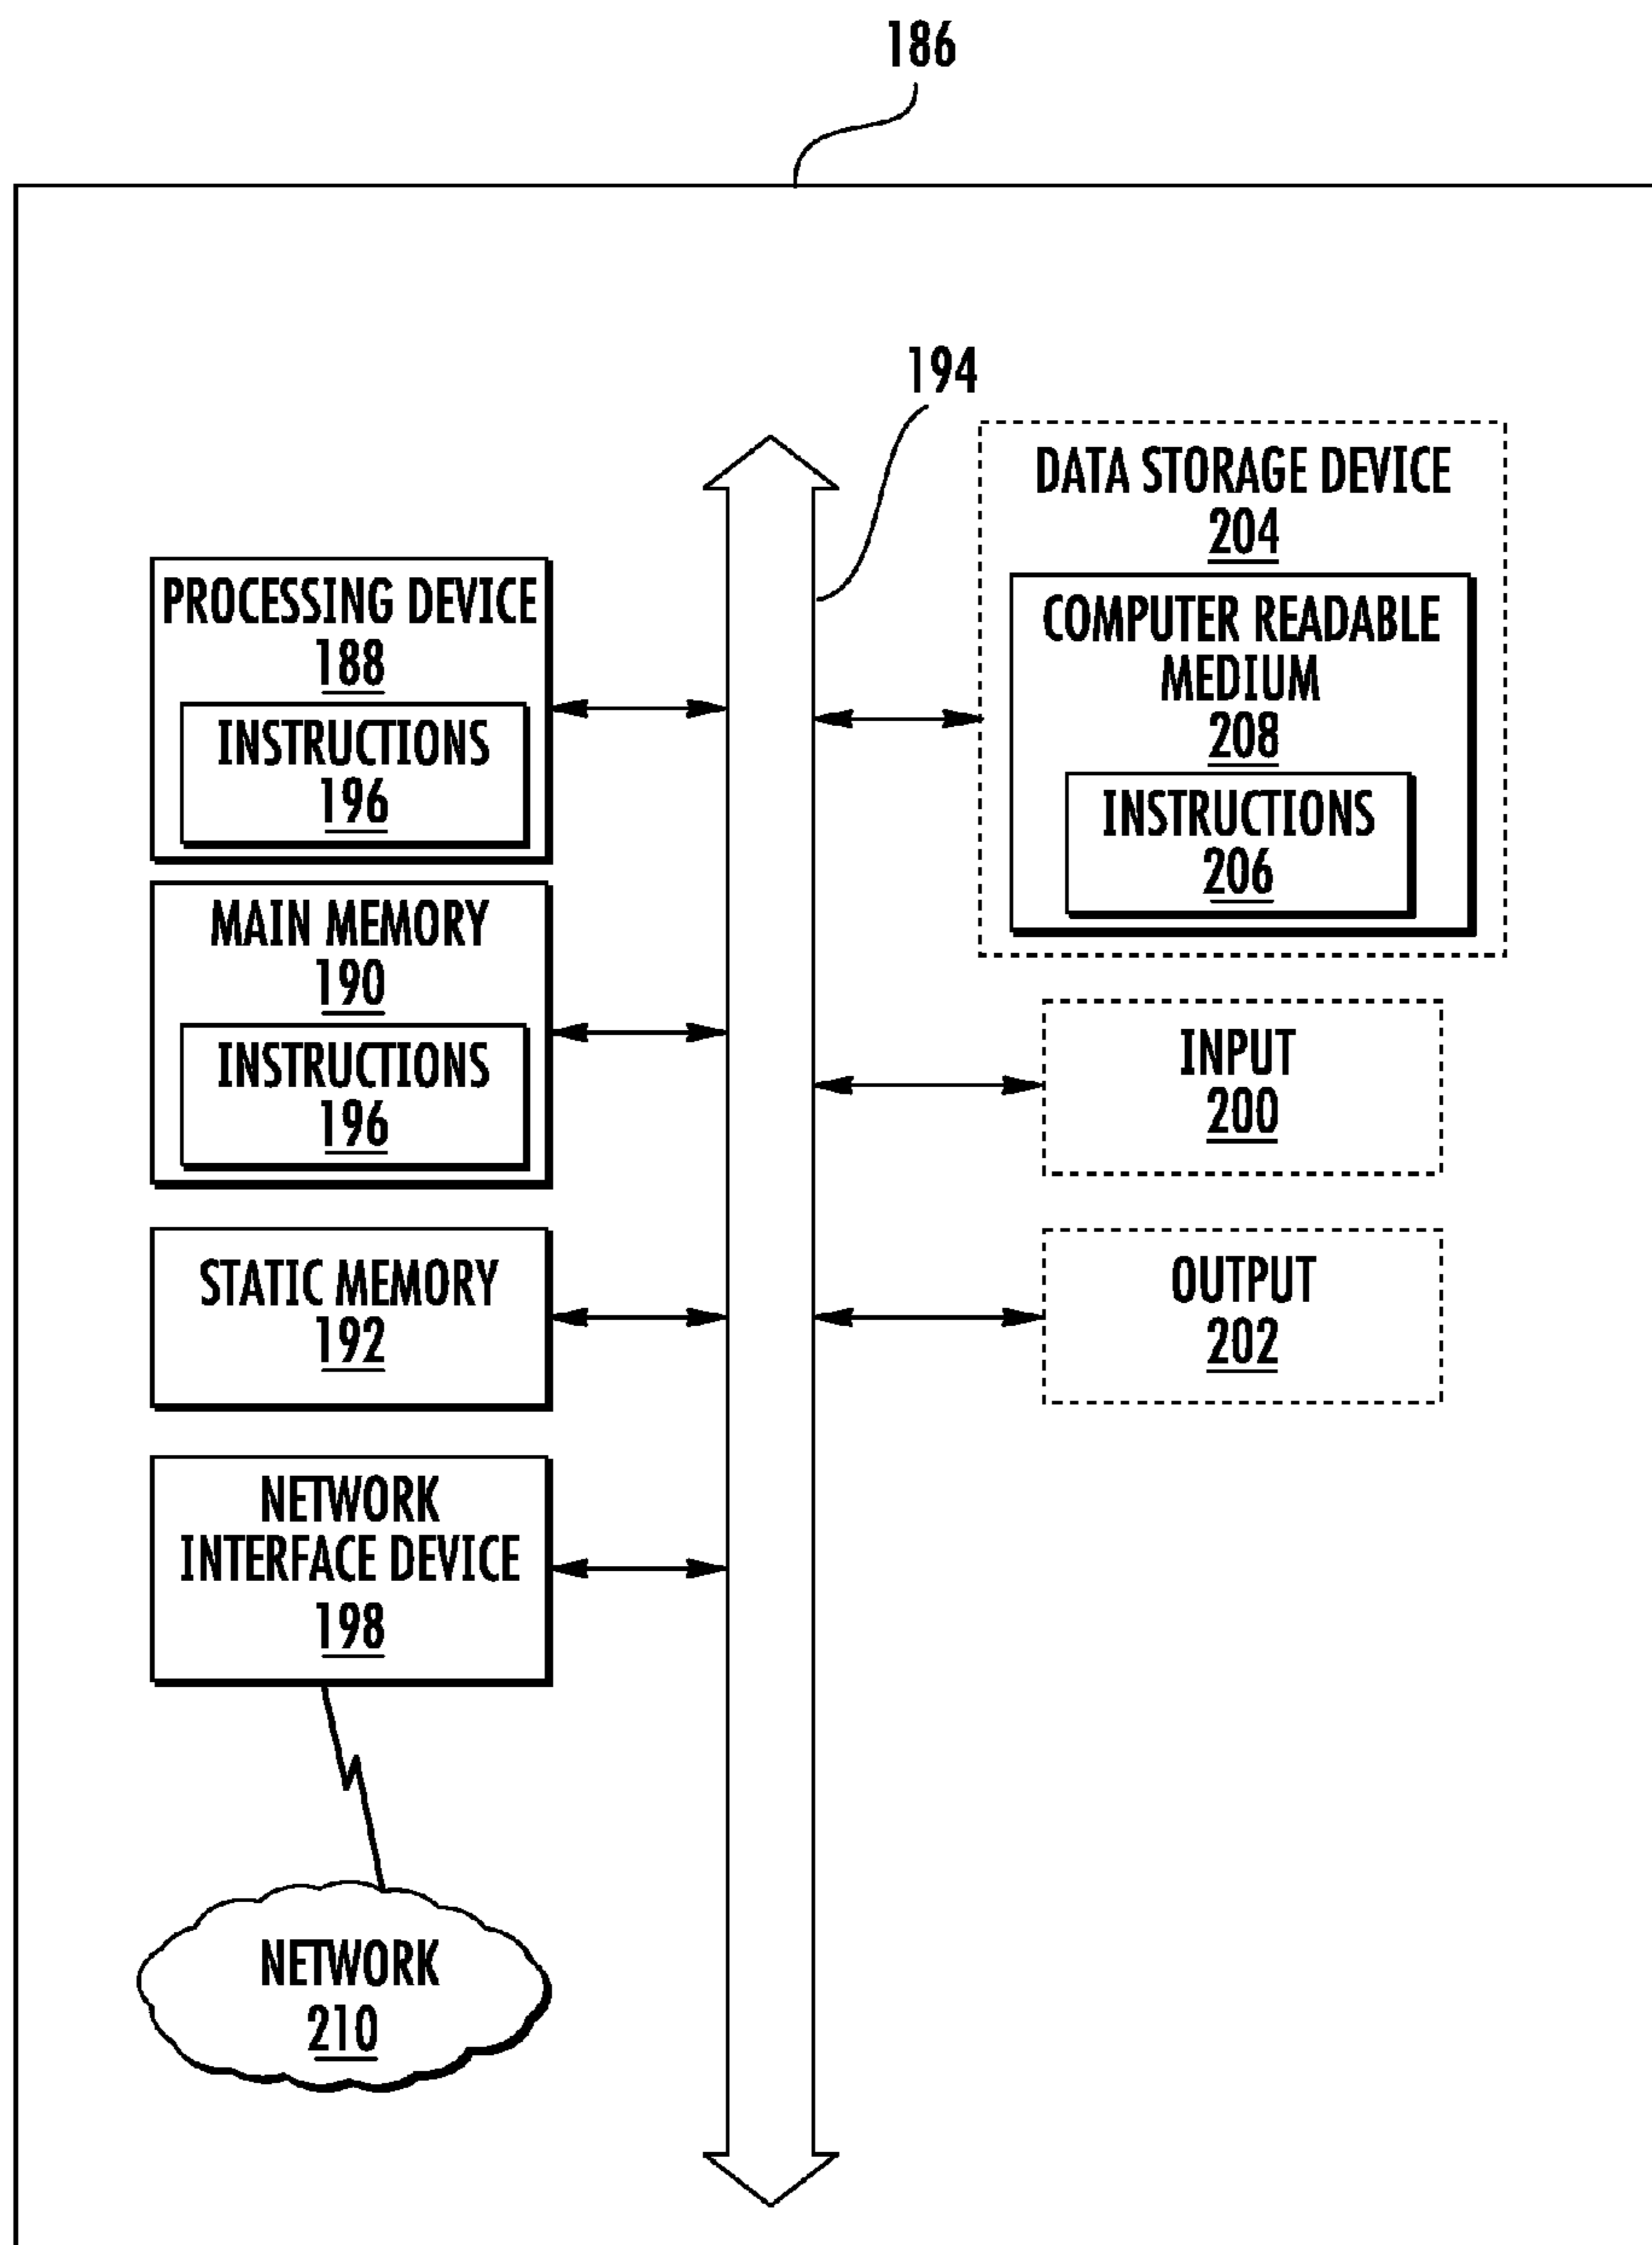 186
194
PROCESSING DEVICE
188
INSTRUCTIONS
196
MAIN MEMORY
190
INSTRUCTIONS
196
STATIC MEMORY
192
NETWORK
INTERFACE DEVICE
198
NETWORK
210
DATA STORAGE DEVICE
204
COMPUTER READABLE
MEDIUM
208
INSTRUCTIONS
206
INPUT
200
OUTPUT
202